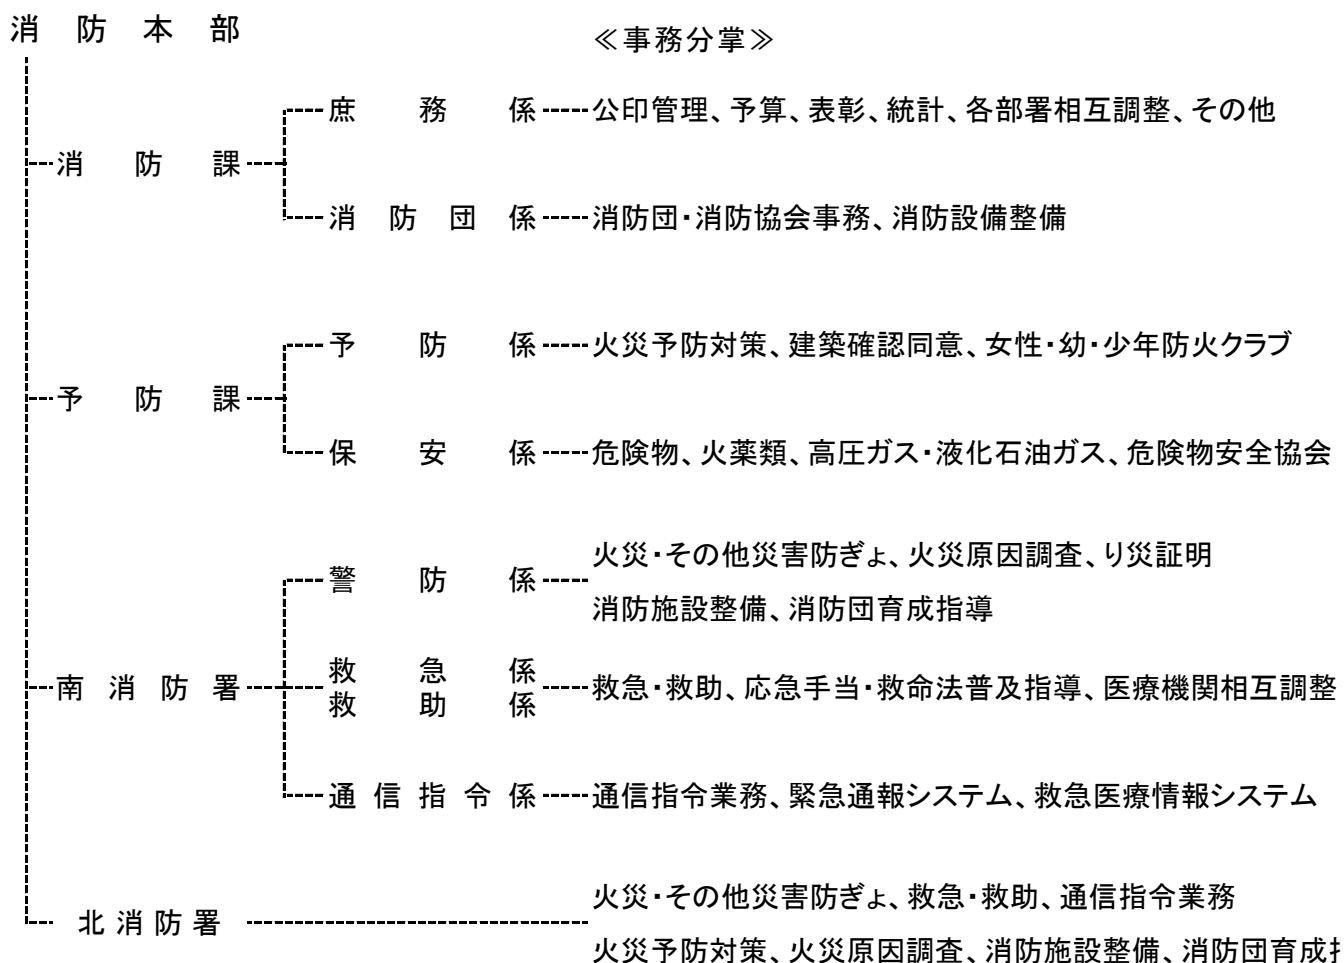 消防本部
≪事務分掌≫
庶務係 公印管理、予算、表彰、統計、各部署相互調整、その他
消防課
消防団係 消防団・消防協会事務、消防設備整備
予防係 火災予防対策、建築確認同意、女性・幼・少年防火クラブ
予防課
保安係 危険物、火薬類、高圧ガス・液化石油ガス、危険物安全協会
火災・その他災害防ぎょ、火災原因調査、り災証明
警防係
消防施設整備、消防団育成指導
救急係
南消防署 救急・救助、応急手当・救命法普及指導、医療機関相互調整
救助係
通信指令係 通信指令業務、緊急通報システム、救急医療情報システム
火災・その他災害防ぎょ、救急・救助、通信指令業務
北消防署
火災予防対策、火災原因調査、消防施設整備、消防団育成